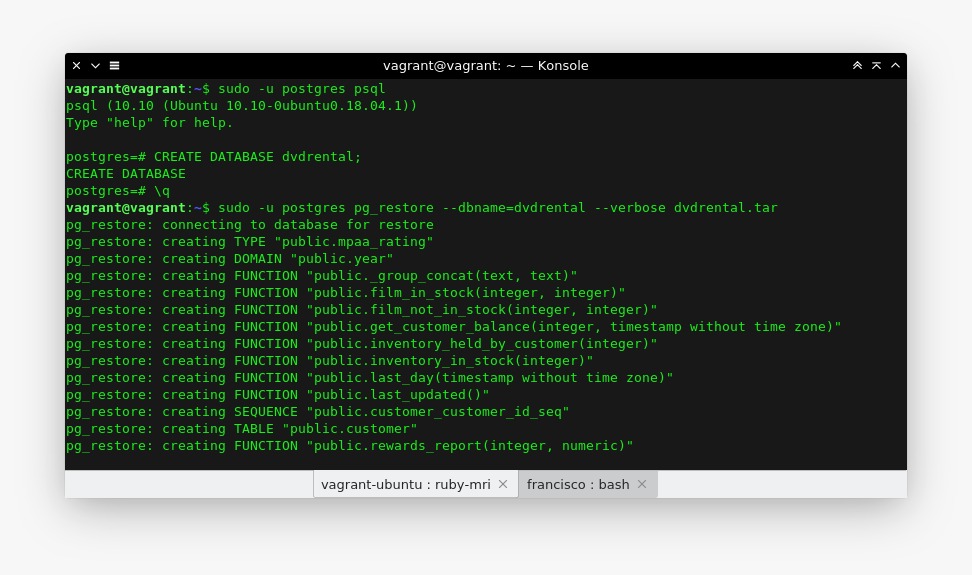 vagrant@vagrant: ~ — Konsole
vagrant@vagrant:~$ sudo -u postgres psql
psql (10.10 (Ubuntu 10.10-0ubuntu0.18.04.1))
Type "help" for help.
postgres=# CREATE DATABASE dvdrental;
CREATE DATABASE
postgres=# \q
vagrant@vagrant:~$ sudo -u postgres pg_restore --dbname=dvdrental --verbose dvdrental.tar
pg_restore: connecting to database for restore
pg_restore: creating TYPE "public.mpaa_rating"
pg_restore: creating DOMAIN "public.year"
pg_restore: creating FUNCTION "public._group_concat(text, text)"
pg_restore: creating FUNCTION "public.film_in_stock(integer, integer)"
pg_restore: creating FUNCTION "public.film_not_in_stock(integer, integer)"
pg_restore: creating FUNCTION "public.get_customer_balance(integer, timestamp without time zone)"
pg_restore: creating FUNCTION "public.inventory_held_by_customer(integer)"
pg_restore: creating FUNCTION "public.inventory_in_stock(integer)"
pg_restore: creating FUNCTION "public.last_day(timestamp without time zone)"
pg_restore: creating FUNCTION "public.last_updated()"
pg_restore: creating SEQUENCE "public.customer_customer_id_seq"
pg_restore: creating TABLE "public.customer"
pg_restore: creating FUNCTION "public.rewards_report(integer, numeric)"
vagrant-ubuntu : ruby-mri
francisco : bash